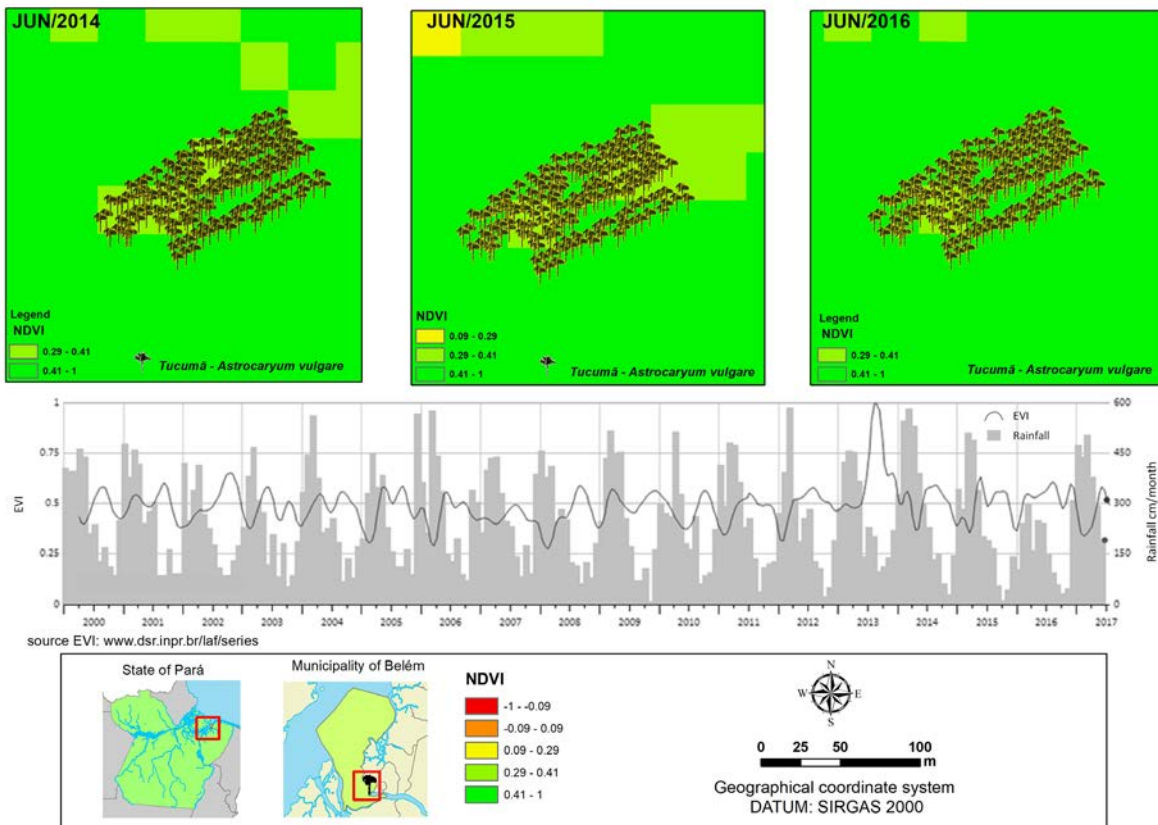 JUN/2014
Legend
NDVI
0.29 - 0.41
0.41 - 1
Tucumã - Astrocaryum vulgare
JUN/2015
NDVI
0.09 - 0.29
0.29 - 0.41
0.41 - 1
Tucumã - Astrocaryum vulgare
JUN/2016
Legend
NDVI
0.29 - 0.41
0.41 - 1
Tucumã - Astrocaryum vulgare
1
0.75
0.5
0.25
0
EVI
EVI
Rainfall
600
450
300
150
0
Rainfall cm/month
2000 2001 2002 2003 2004 2005 2006 2007 2008 2009 2010 2011 2012 2013 2014 2015 2016 2017
source EVI: www.dsr.inpr.br/laf/series
State of Pará
Municipality of Belém
NDVI
-1 - -0.09
-0.09 - 0.09
0.09 - 0.29
0.29 - 0.41
0.41 - 1
N
W E
S
0 25 50 100
m
Geographical coordinate system
DATUM: SIRGAS 2000